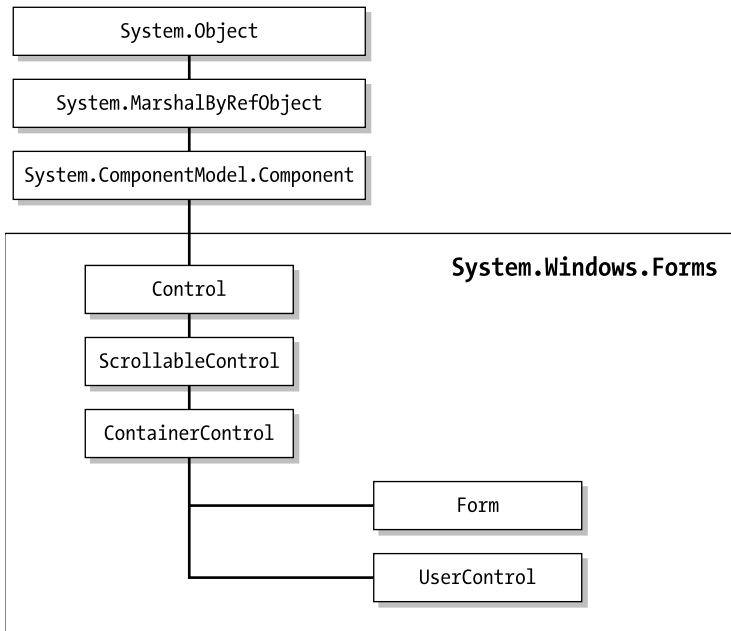 System.Object
System.MarshalByRefObject
System.ComponentModel.Component
System.Windows.Forms
Control
ScrollableControl
ContainerControl
Form
UserControl